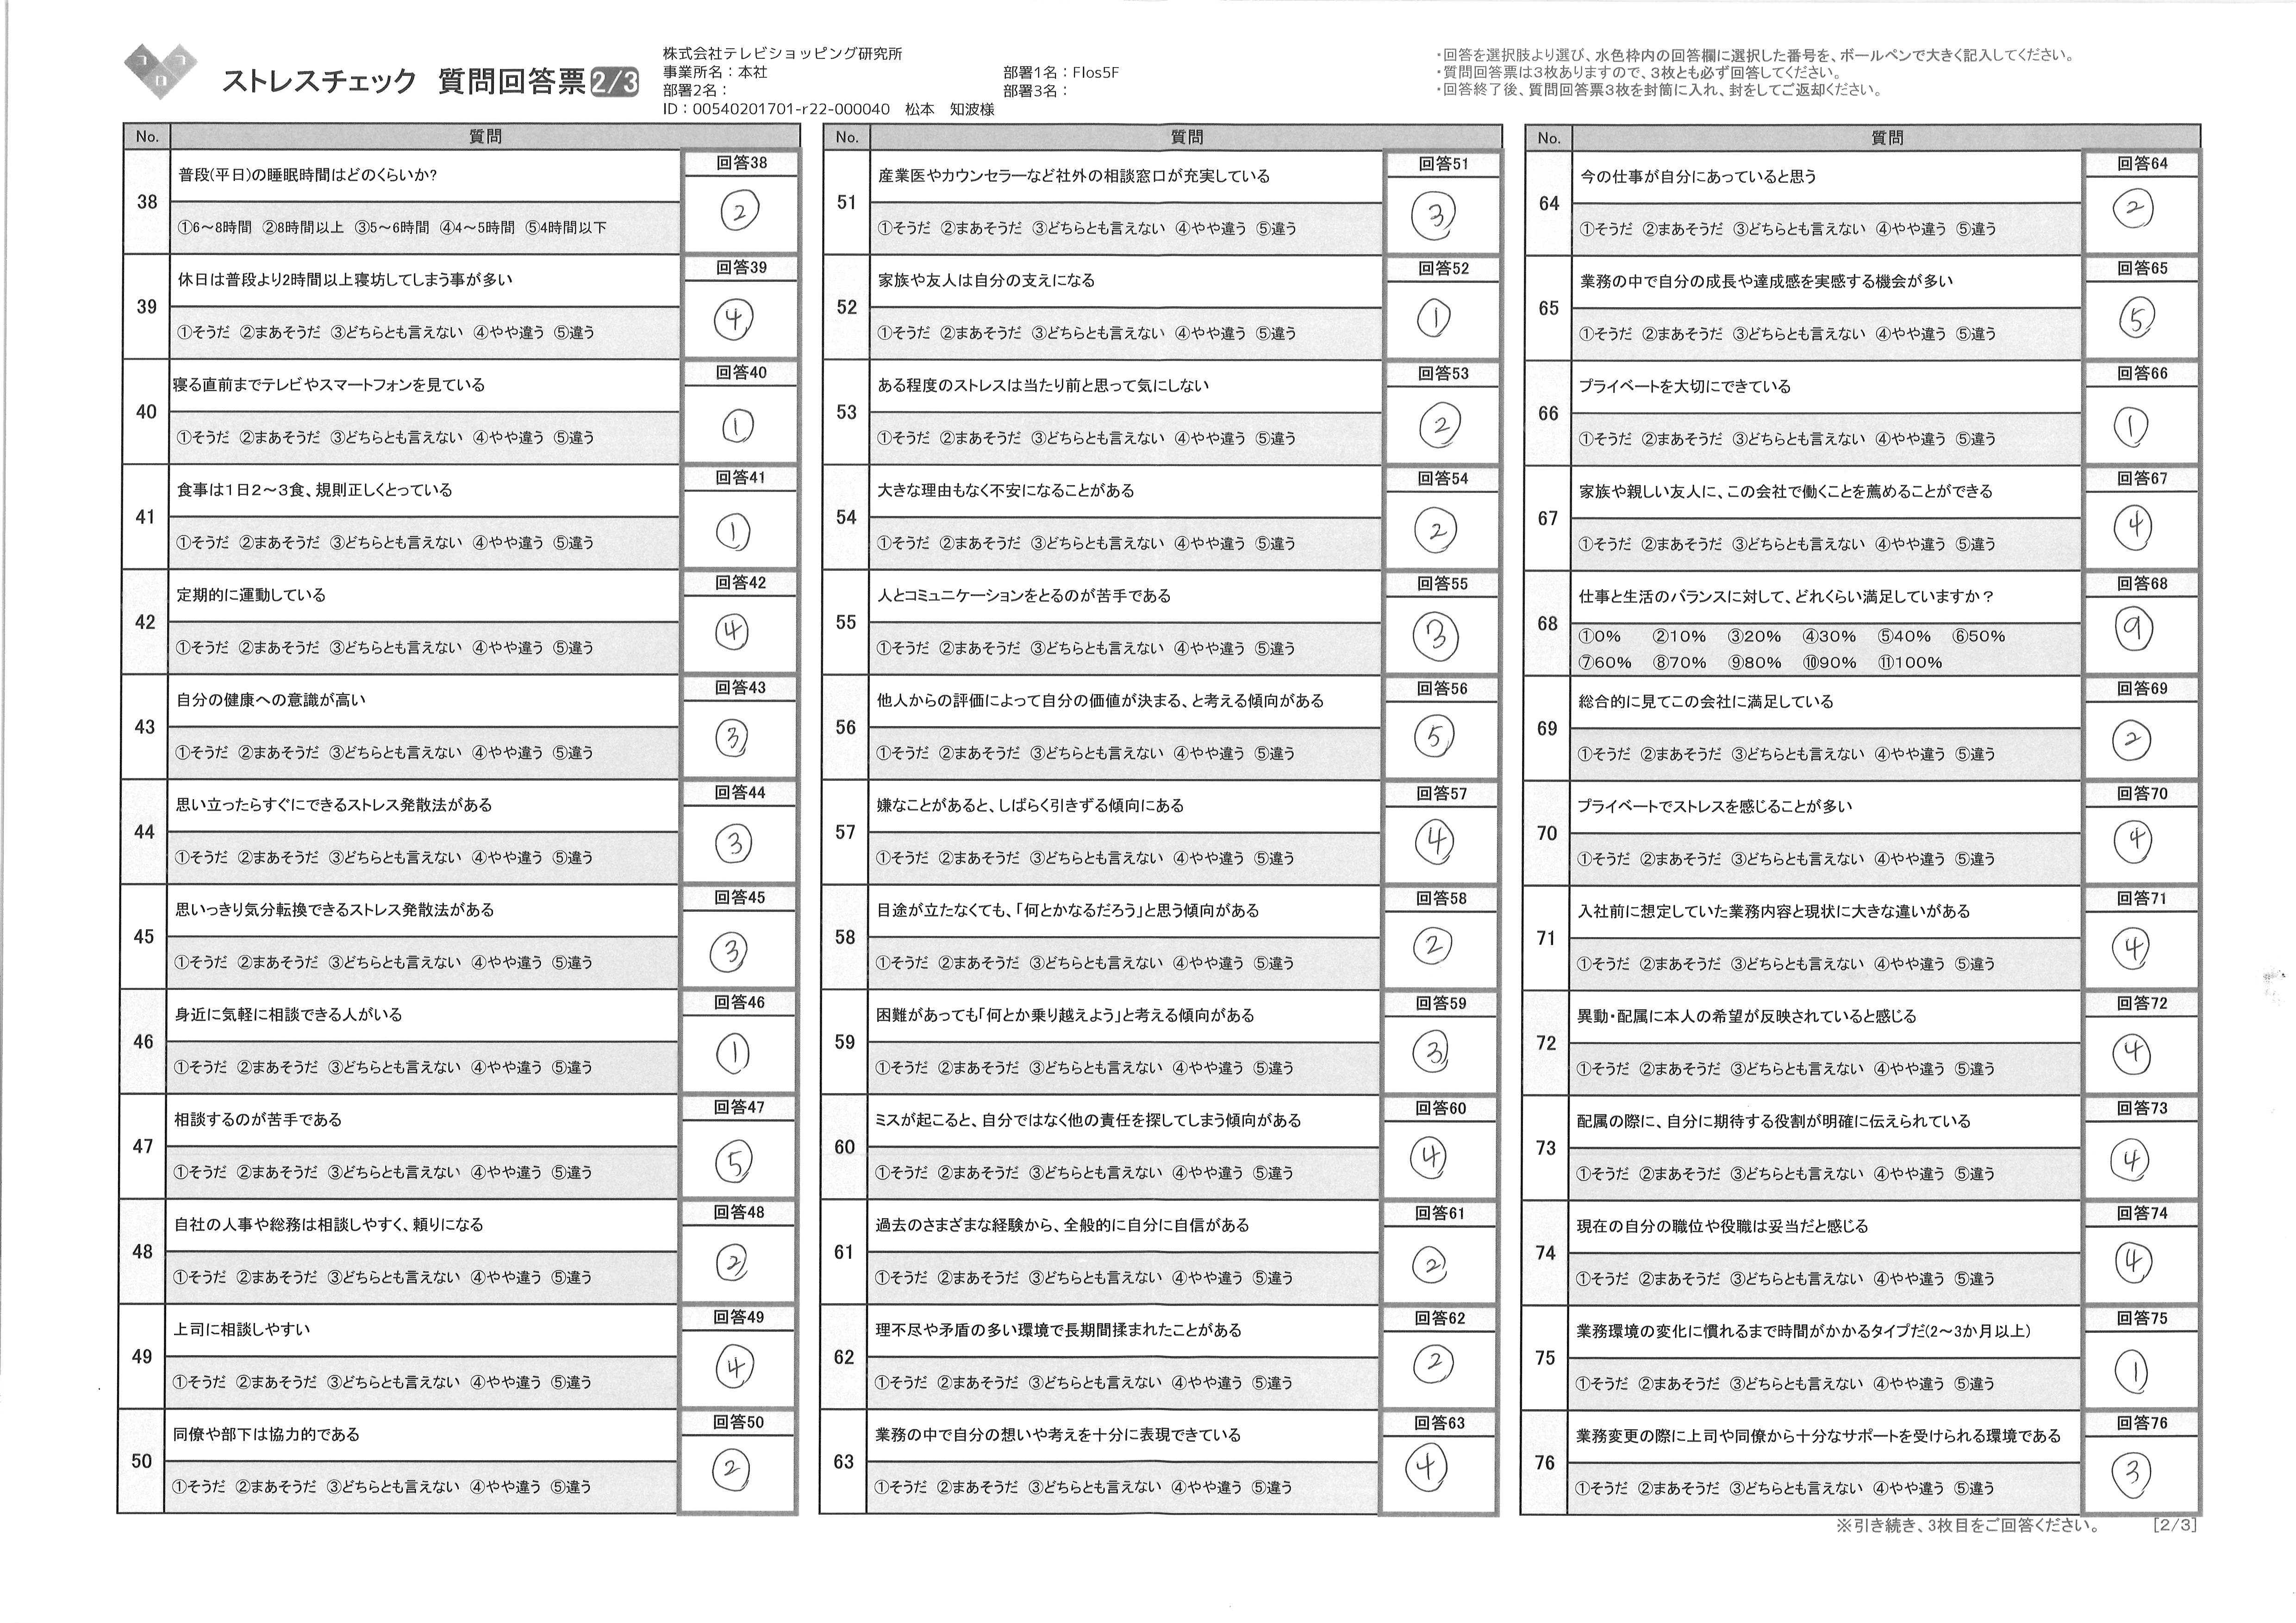 ココロ
ストレスチェック 質問回答票 2/3
株式会社テレビショッピング研究所
事業所名：本社 部署1名：Flos5F
部署2名： 部署3名：
ID：00540201701-r22-000040 松本 知波様
・回答を選択肢より選び、水色枠内の回答欄に選択した番号を、ボールペンで大きく記入してください。
・質問回答票は3枚ありますので、3枚とも必ず回答してください。
・回答終了後、質問回答票3枚を封筒に入れ、封をしてご返却ください。
No. 質問
38 普段(平日)の睡眠時間はどのくらいか? 回答38
①6～8時間 ②8時間以上 ③5～6時間 ④4～5時間 ⑤4時間以下 ②
39 休日は普段より2時間以上寝坊してしまう事が多い 回答39
①そうだ ②まあそうだ ③どちらとも言えない ④やや違う ⑤違う ④
40 寝る直前までテレビやスマートフォンを見ている 回答40
①そうだ ②まあそうだ ③どちらとも言えない ④やや違う ⑤違う ①
41 食事は1日2～3食、規則正しくとっている 回答41
①そうだ ②まあそうだ ③どちらとも言えない ④やや違う ⑤違う ①
42 定期的に運動している 回答42
①そうだ ②まあそうだ ③どちらとも言えない ④やや違う ⑤違う ④
43 自分の健康への意識が高い 回答43
①そうだ ②まあそうだ ③どちらとも言えない ④やや違う ⑤違う ③
44 思い立ったらすぐにできるストレス発散法がある 回答44
①そうだ ②まあそうだ ③どちらとも言えない ④やや違う ⑤違う ③
45 思いっきり気分転換できるストレス発散法がある 回答45
①そうだ ②まあそうだ ③どちらとも言えない ④やや違う ⑤違う ③
46 身近に気軽に相談できる人がいる 回答46
①そうだ ②まあそうだ ③どちらとも言えない ④やや違う ⑤違う ①
47 相談するのが苦手である 回答47
①そうだ ②まあそうだ ③どちらとも言えない ④やや違う ⑤違う ⑤
48 自社の人事や総務は相談しやすく、頼りになる 回答48
①そうだ ②まあそうだ ③どちらとも言えない ④やや違う ⑤違う ②
49 上司に相談しやすい 回答49
①そうだ ②まあそうだ ③どちらとも言えない ④やや違う ⑤違う ④
50 同僚や部下は協力的である 回答50
①そうだ ②まあそうだ ③どちらとも言えない ④やや違う ⑤違う ②
No. 質問
51 産業医やカウンセラーなど社外の相談窓口が充実している 回答51
①そうだ ②まあそうだ ③どちらとも言えない ④やや違う ⑤違う ③
52 家族や友人は自分の支えになる 回答52
①そうだ ②まあそうだ ③どちらとも言えない ④やや違う ⑤違う ①
53 ある程度のストレスは当たり前と思って気にしない 回答53
①そうだ ②まあそうだ ③どちらとも言えない ④やや違う ⑤違う ②
54 大きな理由もなく不安になることがある 回答54
①そうだ ②まあそうだ ③どちらとも言えない ④やや違う ⑤違う ②
55 人とコミュニケーションをとるのが苦手である 回答55
①そうだ ②まあそうだ ③どちらとも言えない ④やや違う ⑤違う ③
56 他人からの評価によって自分の価値が決まる、と考える傾向がある 回答56
①そうだ ②まあそうだ ③どちらとも言えない ④やや違う ⑤違う ⑤
57 嫌なことがあると、しばらく引きずる傾向にある 回答57
①そうだ ②まあそうだ ③どちらとも言えない ④やや違う ⑤違う ④
58 目途が立たなくても、「何とかなるだろう」と思う傾向がある 回答58
①そうだ ②まあそうだ ③どちらとも言えない ④やや違う ⑤違う ②
59 困難があっても「何とか乗り越えよう」と考える傾向がある 回答59
①そうだ ②まあそうだ ③どちらとも言えない ④やや違う ⑤違う ③
60 ミスが起こると、自分ではなく他の責任を探してしまう傾向がある 回答60
①そうだ ②まあそうだ ③どちらとも言えない ④やや違う ⑤違う ④
61 過去のさまざまな経験から、全般的に自分に自信がある 回答61
①そうだ ②まあそうだ ③どちらとも言えない ④やや違う ⑤違う ②
62 理不尽や矛盾の多い環境で長期間揉まれたことがある 回答62
①そうだ ②まあそうだ ③どちらとも言えない ④やや違う ⑤違う ②
63 業務の中で自分の想いや考えを十分に表現できている 回答63
①そうだ ②まあそうだ ③どちらとも言えない ④やや違う ⑤違う ④
No. 質問
64 今の仕事が自分にあっていると思う 回答64
①そうだ ②まあそうだ ③どちらとも言えない ④やや違う ⑤違う ②
65 業務の中で自分の成長や達成感を実感する機会が多い 回答65
①そうだ ②まあそうだ ③どちらとも言えない ④やや違う ⑤違う ⑤
66 プライベートを大切にできている 回答66
①そうだ ②まあそうだ ③どちらとも言えない ④やや違う ⑤違う ①
67 家族や親しい友人に、この会社で働くことを薦めることができる 回答67
①そうだ ②まあそうだ ③どちらとも言えない ④やや違う ⑤違う ④
68 仕事と生活のバランスに対して、どれくらい満足していますか？ 回答68
①0% ②10% ③20% ④30% ⑤40% ⑥50% ⑨
⑦60% ⑧70% ⑨80% ⑩90% ⑪100%
69 総合的に見てこの会社に満足している 回答69
①そうだ ②まあそうだ ③どちらとも言えない ④やや違う ⑤違う ②
70 プライベートでストレスを感じることが多い 回答70
①そうだ ②まあそうだ ③どちらとも言えない ④やや違う ⑤違う ④
71 入社前に想定していた業務内容と現状に大きな違いがある 回答71
①そうだ ②まあそうだ ③どちらとも言えない ④やや違う ⑤違う ④
72 異動・配属に本人の希望が反映されていると感じる 回答72
①そうだ ②まあそうだ ③どちらとも言えない ④やや違う ⑤違う ④
73 配属の際に、自分に期待する役割が明確に伝えられている 回答73
①そうだ ②まあそうだ ③どちらとも言えない ④やや違う ⑤違う ④
74 現在の自分の職位や役職は妥当だと感じる 回答74
①そうだ ②まあそうだ ③どちらとも言えない ④やや違う ⑤違う ④
75 業務環境の変化に慣れるまで時間がかかるタイプだ(2～3か月以上) 回答75
①そうだ ②まあそうだ ③どちらとも言えない ④やや違う ⑤違う ①
76 業務変更の際に上司や同僚から十分なサポートを受けられる環境である 回答76
①そうだ ②まあそうだ ③どちらとも言えない ④やや違う ⑤違う ③
※引き続き、3枚目をご回答ください。 [2/3]